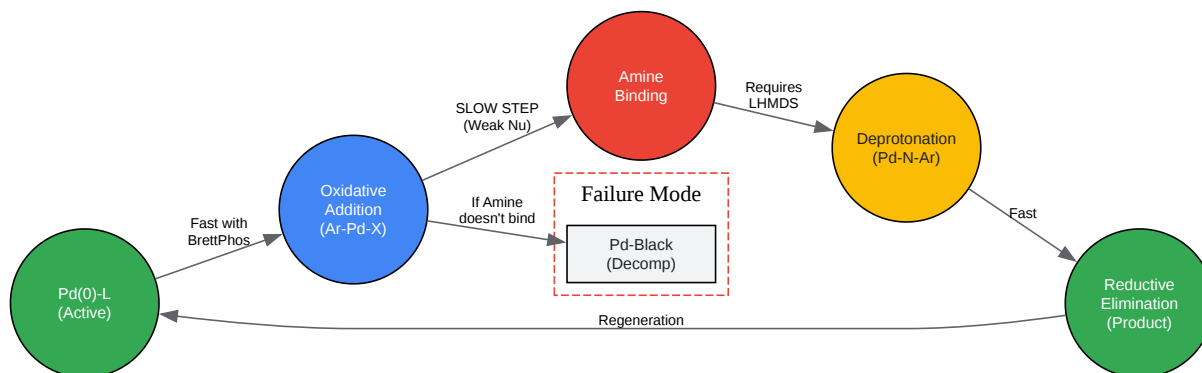 Pd(0)-L
(Active)
Fast with
BrettPhos
Oxidative
Addition
(Ar-Pd-X)
SLOW STEP
(Weak Nu)
Amine
Binding
If Amine
doesn't bind
Failure Mode
Pd-Black
(Decomp)
Requires
LHMDS
Deprotonation
(Pd-N-Ar)
Fast
Reductive
Elimination
(Product)
Regeneration